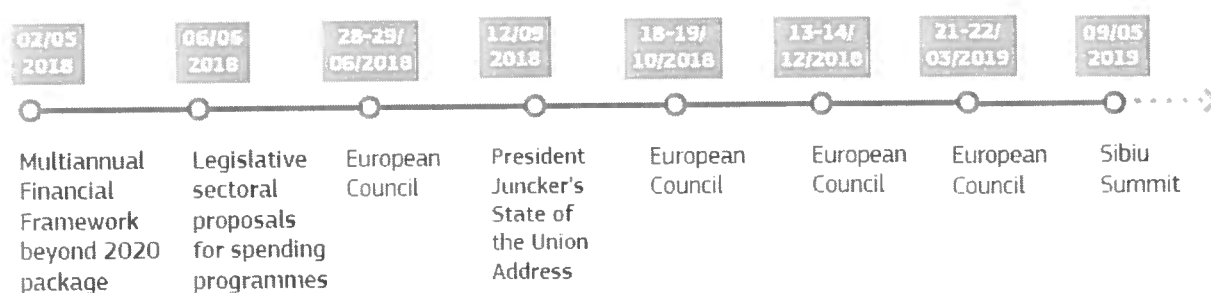 02/05
2018
06/06
2018
28-29/
06/2018
12/09
2018
18-19/
10/2018
13-14/
12/2018
21-22/
03/2019
09/05
2019
Multiannual
Financial
Framework
beyond 2020
package
Legislative
sectoral
proposals
for spending
programmes
European
Council
President
Juncker's
State of
the Union
Address
European
Council
European
Council
European
Council
Sibiu
Summit